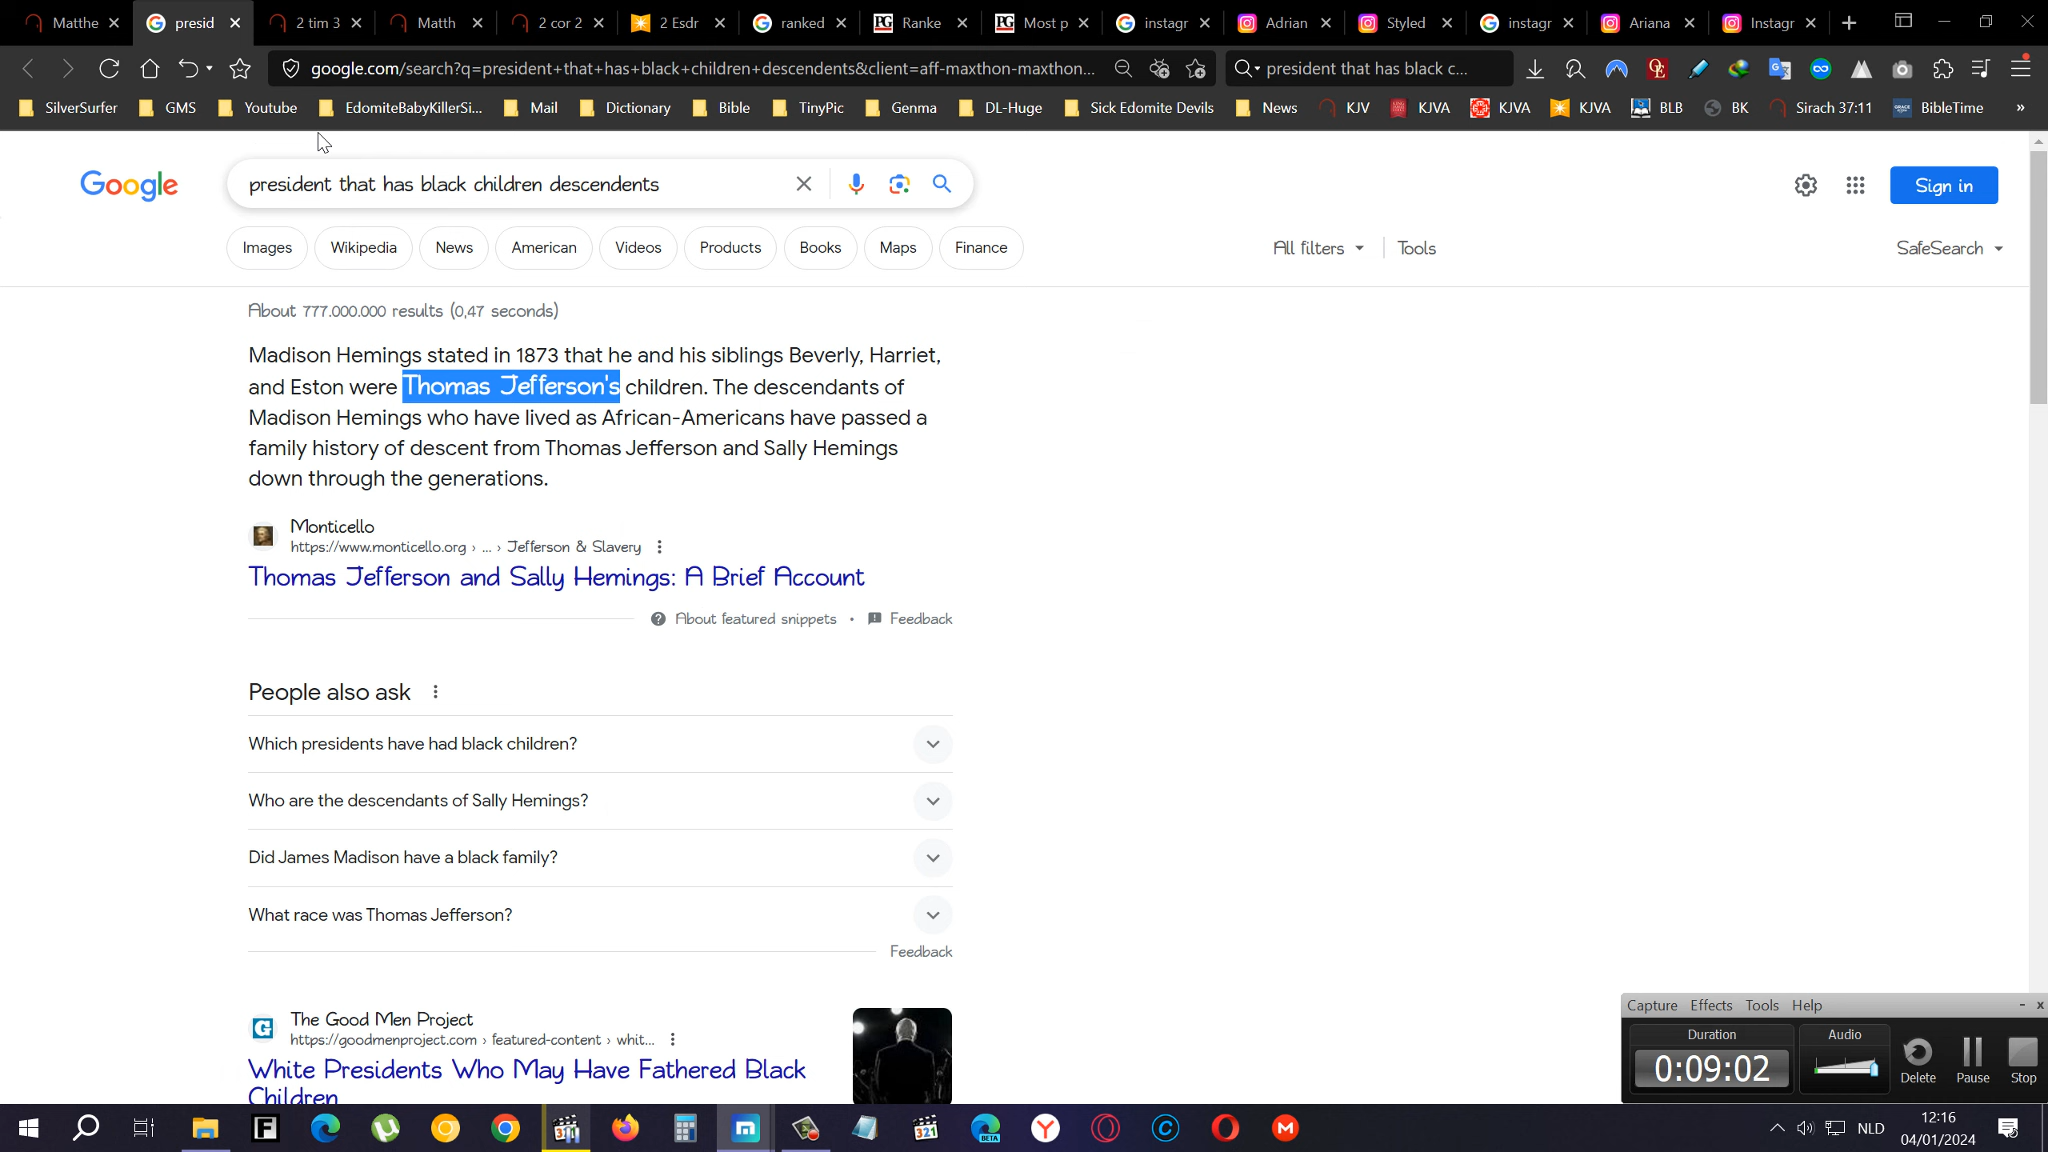 Matthe
presid
2 tim 3
Matth
2 cor 2
2 Esdr
ranked
Ranke
Most p
instagr
Adrian
Styled
instagr
Ariana
Instagr
google.com/search?q=president+that+has+black+children+descendents&client=aff-maxthon-maxthon...
president that has black c...
SilverSurfer
GMS
Youtube
EdomiteBabyKillerSi...
Mail
Dictionary
Bible
TinyPic
Genma
DL-Huge
Sick Edomite Devils
News
KJV
KJVA
KJVA
KJVA
BLB
BK
Sirach 37:11
BibleTime
»
Google
president that has black children descendents
Sign in
Images
Wikipedia
News
American
Videos
Products
Books
Maps
Finance
All filters
Tools
SafeSearch
About 777.000.000 results (0,47 seconds)
Madison Hemings stated in 1873 that he and his siblings Beverly, Harriet,
and Eston were Thomas Jefferson's children. The descendants of
Madison Hemings who have lived as African-Americans have passed a
family history of descent from Thomas Jefferson and Sally Hemings
down through the generations.
Monticello
https://www.monticello.org › ... › Jefferson & Slavery
Thomas Jefferson and Sally Hemings: A Brief Account
About featured snippets • Feedback
People also ask
Which presidents have had black children?
Who are the descendants of Sally Hemings?
Did James Madison have a black family?
What race was Thomas Jefferson?
Feedback
The Good Men Project
https://goodmenproject.com › featured-content › whit...
White Presidents Who May Have Fathered Black
Children
Capture Effects Tools Help
Duration
Audio
0:09:02
Delete
Pause
Stop
NLD
12:16
04/01/2024